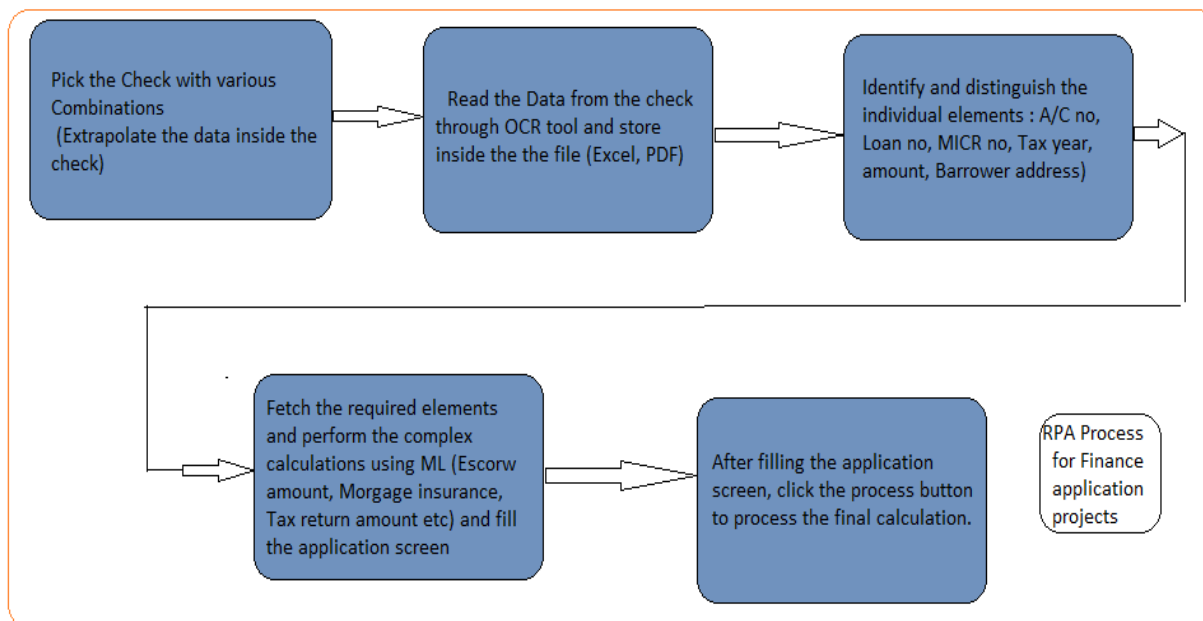 Pick the Check with various
Combinations
(Extrapolate the data inside the
check)
Read the Data from the check
through OCR tool and store
inside the the file (Excel, PDF)
Identify and distinguish the
individual elements : A/C no,
Loan no, MICR no, Tax year,
amount, Barrower address)
Fetch the required elements
and perform the complex
calculations using ML (Escorw
amount, Morgage insurance,
Tax return amount etc) and fill
the application screen
After filling the application
screen, click the process button
to process the final calculation.
RPA Process
for Finance
application
projects